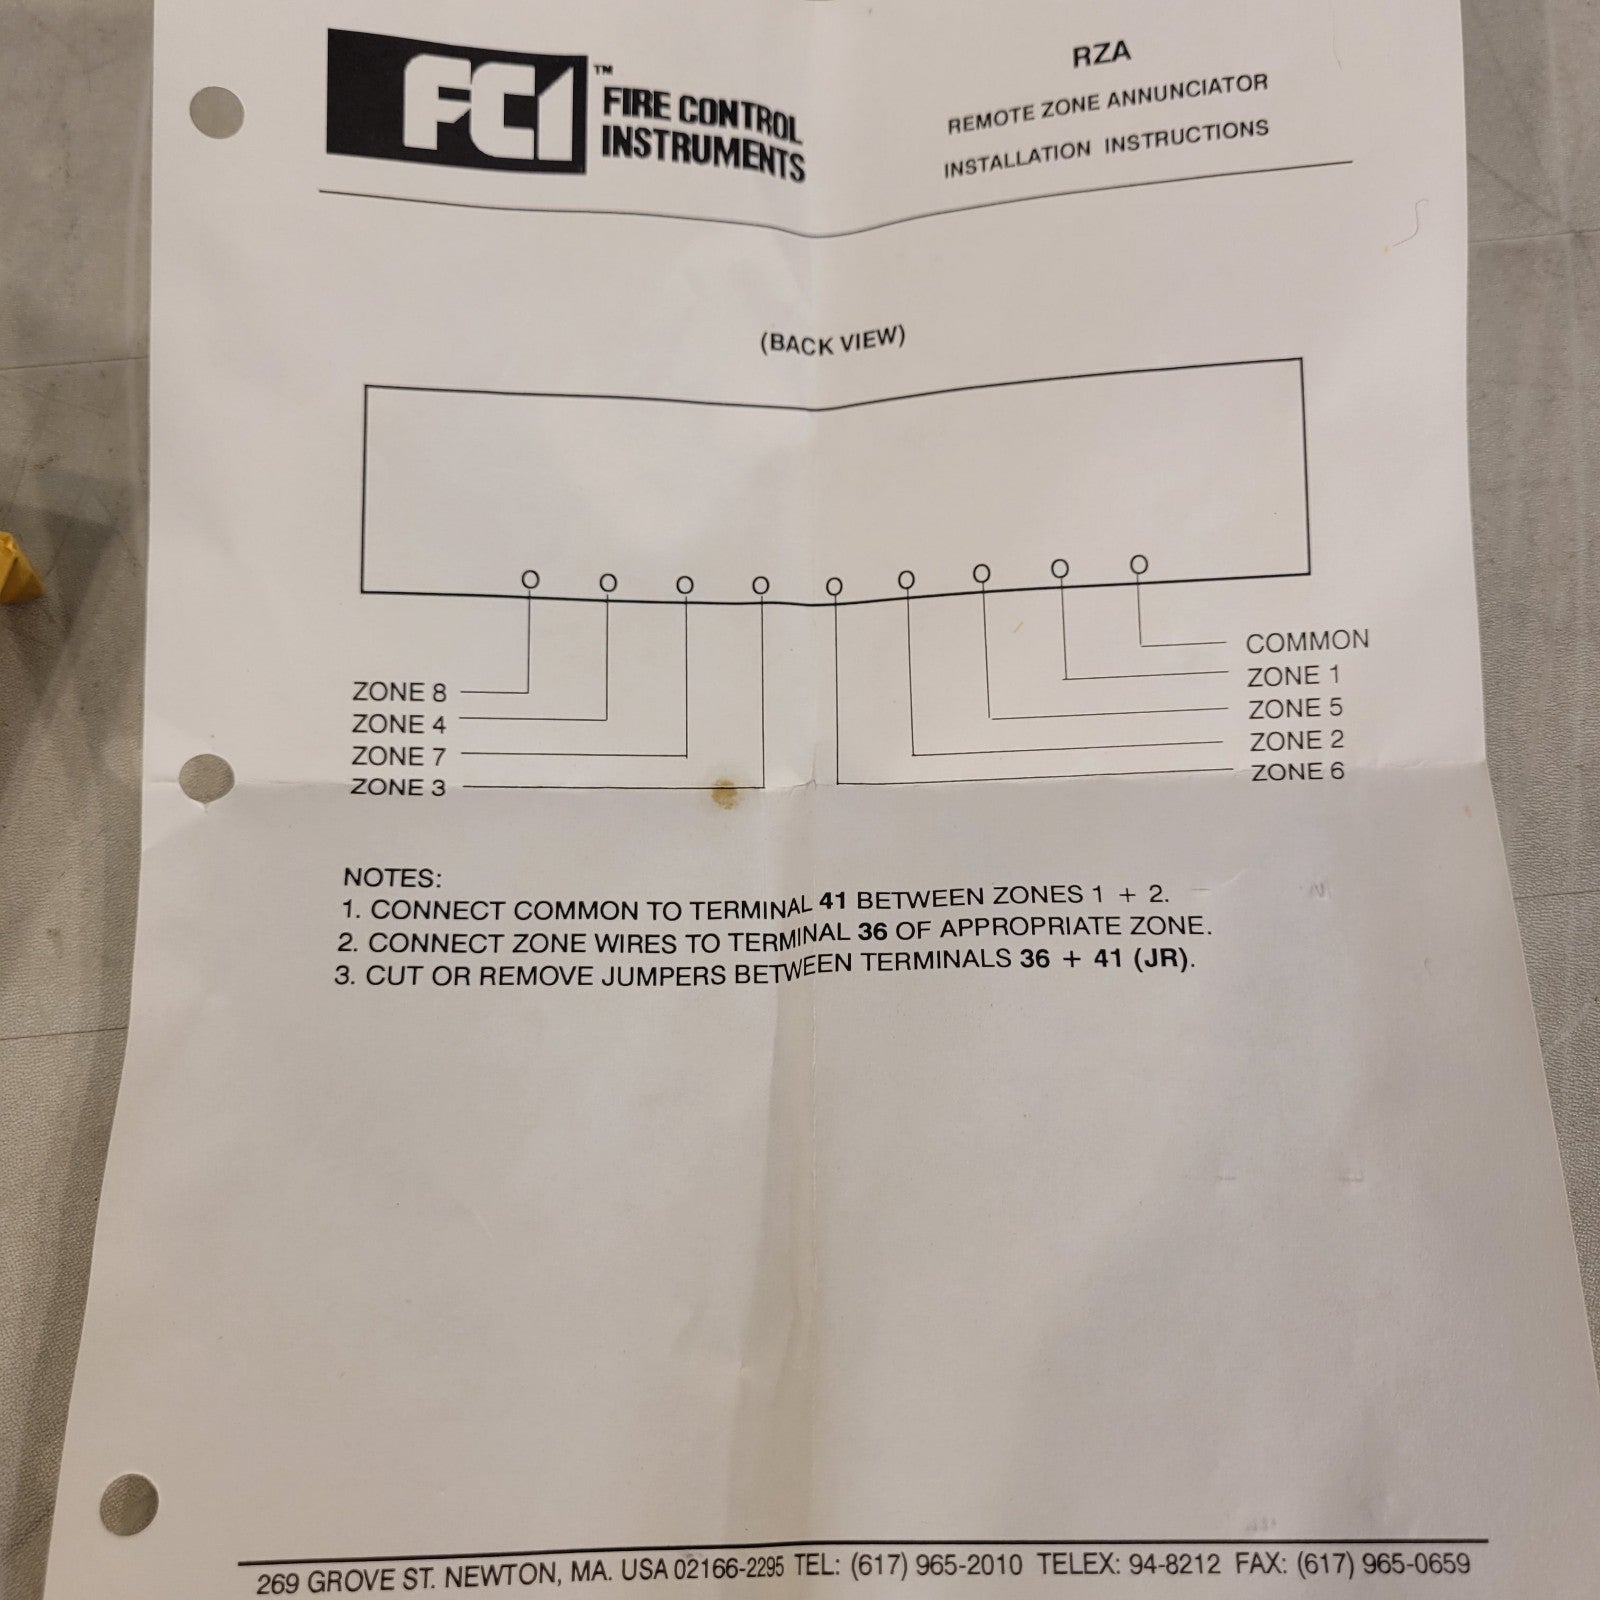 FCI™ FIRE CONTROL
INSTRUMENTS
RZA
REMOTE ZONE ANNUNCIATOR
INSTALLATION INSTRUCTIONS
(BACK VIEW)
ZONE 8
ZONE 4
ZONE 7
ZONE 3
COMMON
ZONE 1
ZONE 5
ZONE 2
ZONE 6
NOTES:
1. CONNECT COMMON TO TERMINAL 41 BETWEEN ZONES 1 + 2.
2. CONNECT ZONE WIRES TO TERMINAL 36 OF APPROPRIATE ZONE.
3. CUT OR REMOVE JUMPERS BETWEEN TERMINALS 36 + 41 (JR).
269 GROVE ST. NEWTON, MA. USA 02166-2295 TEL: (617) 965-2010 TELEX: 94-8212 FAX: (617) 965-0659